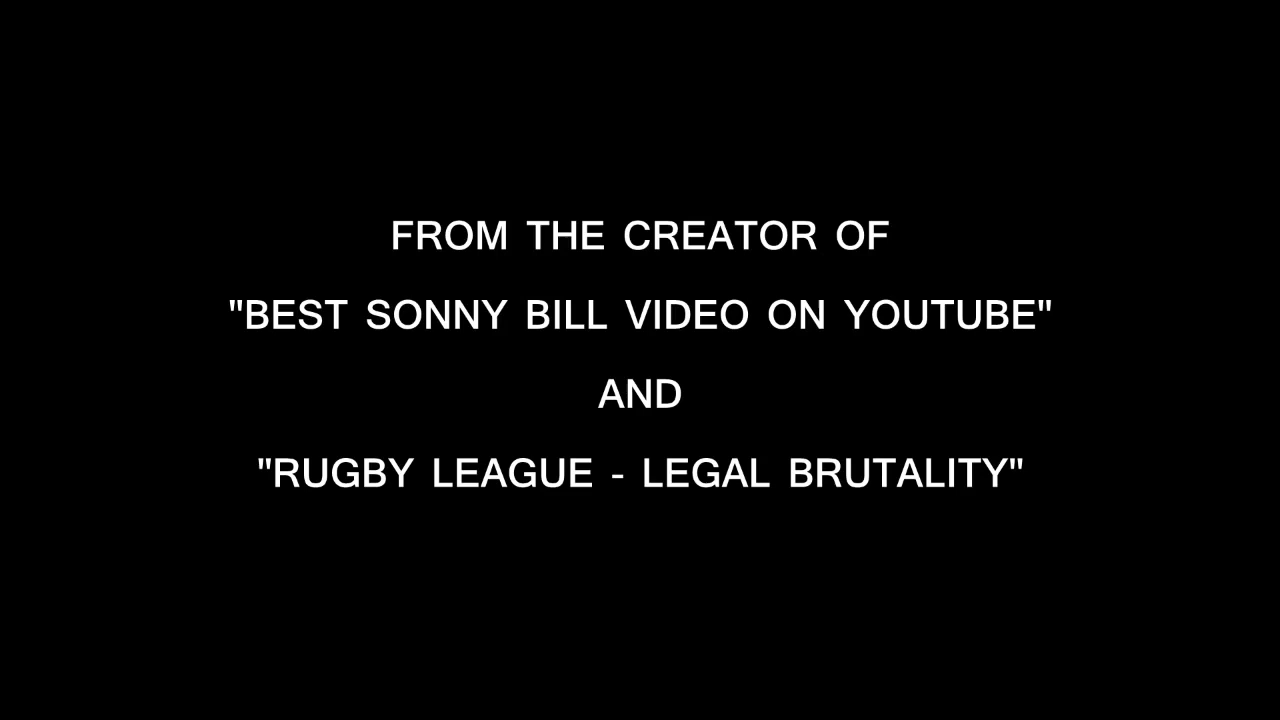 FROM THE CREATOR OF
"BEST SONNY BILL VIDEO ON YOUTUBE"
AND
"RUGBY LEAGUE - LEGAL BRUTALITY"